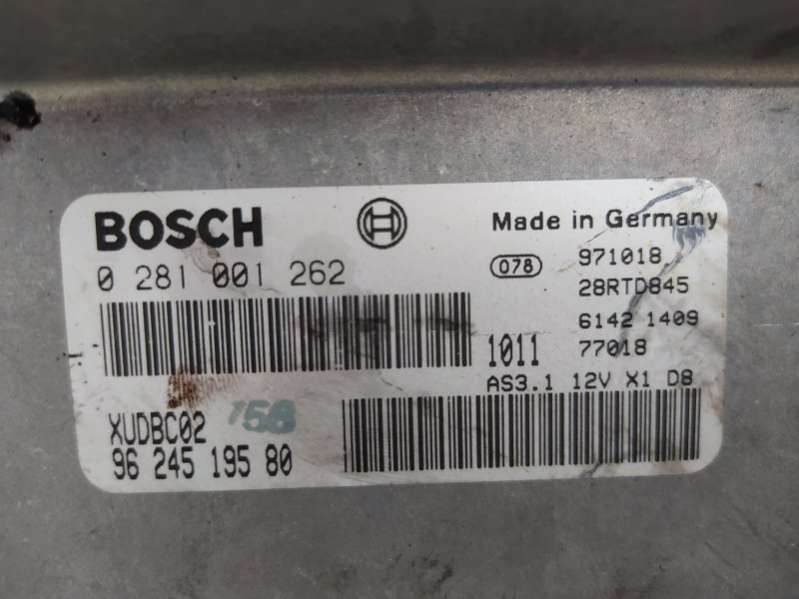 BOSCH
Made in Germany
0 281 001 262
078 971018
28RTD845
6142 1409
1011 77018
AS3.1 12V X1 D8
XUDBC02
158
96 245 195 80